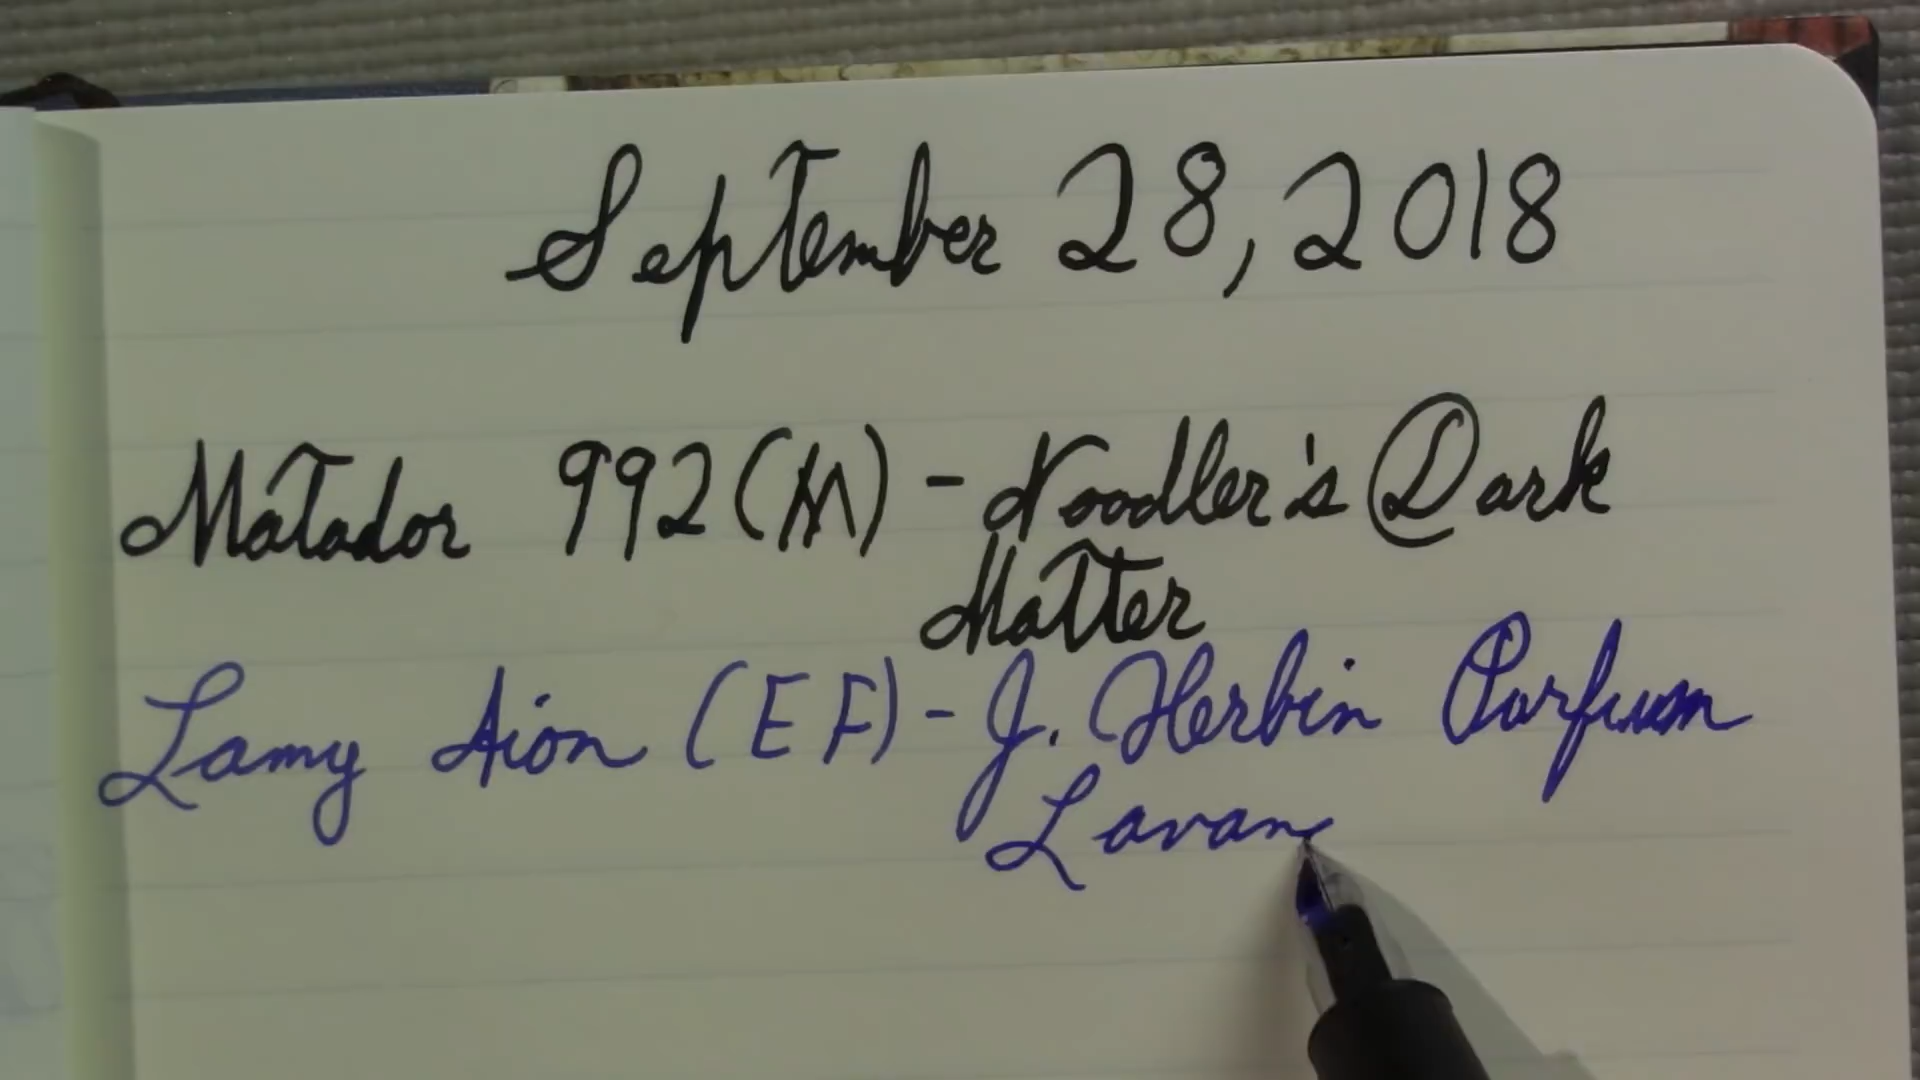 September 28, 2018
Matador 992 (M) - Noodler's Dark
Matter
Lamy Aion (EF) - J. Herbin Parfum
Lavan